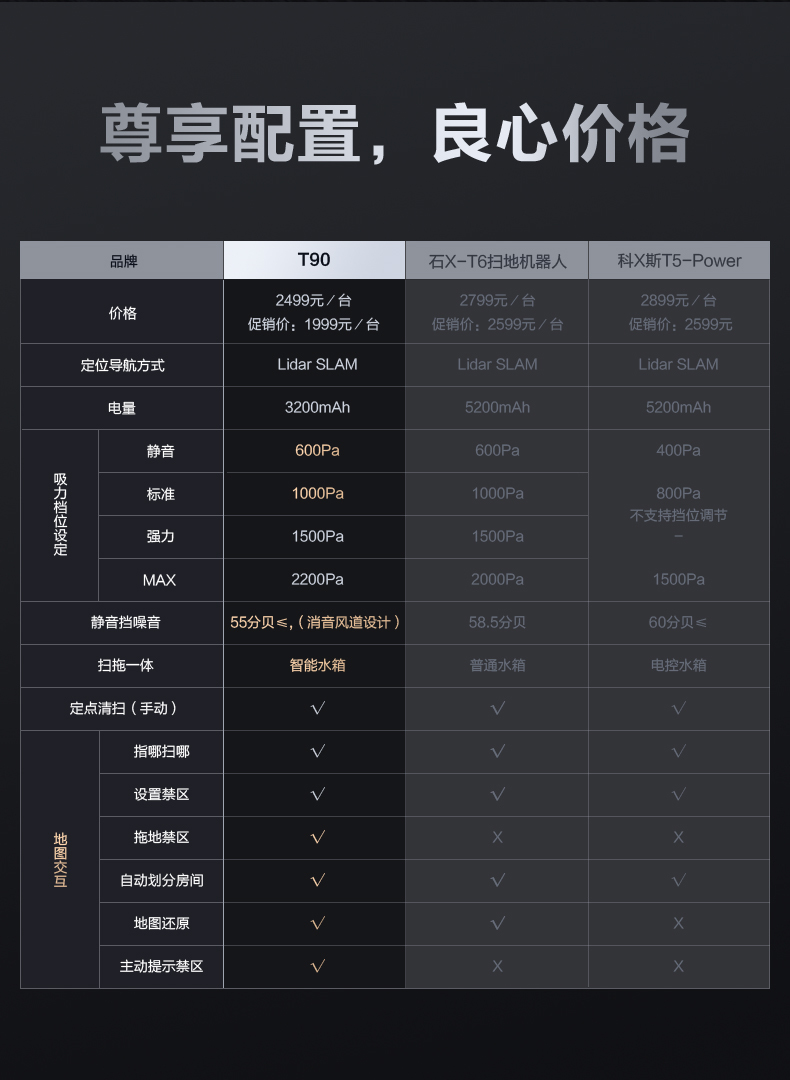 尊享配置，良心价格
品牌 T90 石X-T6扫地机器人 科X斯T5-Power
价格 2499元/台 2799元/台 2899元/台
促销价：1999元/台 促销价：2599元/台 促销价：2599元
定位导航方式 Lidar SLAM Lidar SLAM Lidar SLAM
电量 3200mAh 5200mAh 5200mAh
吸力档位设定
静音 600Pa 600Pa 400Pa
标准 1000Pa 1000Pa 800Pa
不支持挡位调节
强力 1500Pa 1500Pa –
MAX 2200Pa 2000Pa 1500Pa
静音挡噪音 55分贝≤,（消音风道设计） 58.5分贝 60分贝≤
扫拖一体 智能水箱 普通水箱 电控水箱
定点清扫（手动） √ √ √
地图交互
指哪扫哪 √ √ √
设置禁区 √ √ √
拖地禁区 √ X X
自动划分房间 √ √ √
地图还原 √ √ X
主动提示禁区 √ X X